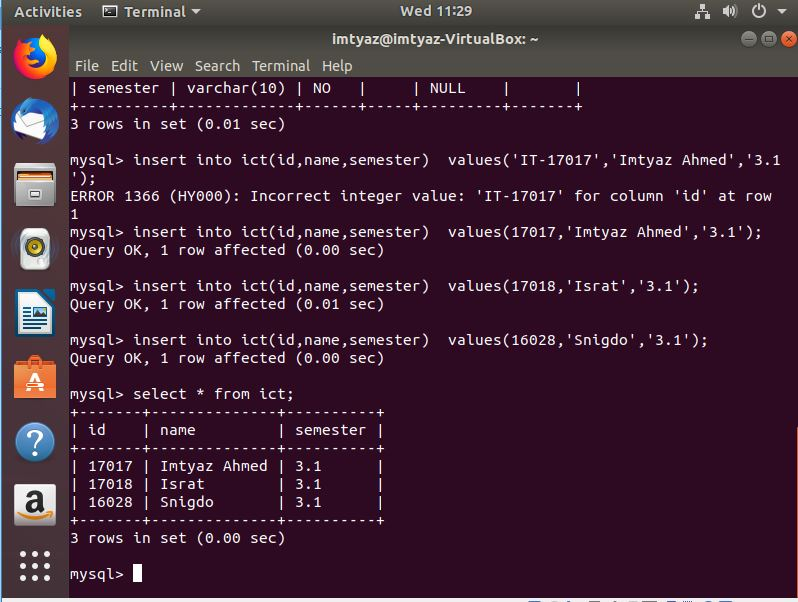 Activities Terminal Wed 11:29
imtyaz@imtyaz-VirtualBox: ~
File Edit View Search Terminal Help
| semester | varchar(10) | NO   |     | NULL    |       |
+----------+-------------+------+-----+---------+-------+
3 rows in set (0.01 sec)
mysql> insert into ict(id,name,semester)  values('IT-17017','Imtyaz Ahmed','3.1
');
ERROR 1366 (HY000): Incorrect integer value: 'IT-17017' for column 'id' at row
1
mysql> insert into ict(id,name,semester)  values(17017,'Imtyaz Ahmed','3.1');
Query OK, 1 row affected (0.00 sec)
mysql> insert into ict(id,name,semester)  values(17018,'Israt','3.1');
Query OK, 1 row affected (0.01 sec)
mysql> insert into ict(id,name,semester)  values(16028,'Snigdo','3.1');
Query OK, 1 row affected (0.00 sec)
mysql> select * from ict;
+-------+--------------+----------+
| id    | name         | semester |
+-------+--------------+----------+
| 17017 | Imtyaz Ahmed | 3.1      |
| 17018 | Israt        | 3.1      |
| 16028 | Snigdo       | 3.1      |
+-------+--------------+----------+
3 rows in set (0.00 sec)
mysql>